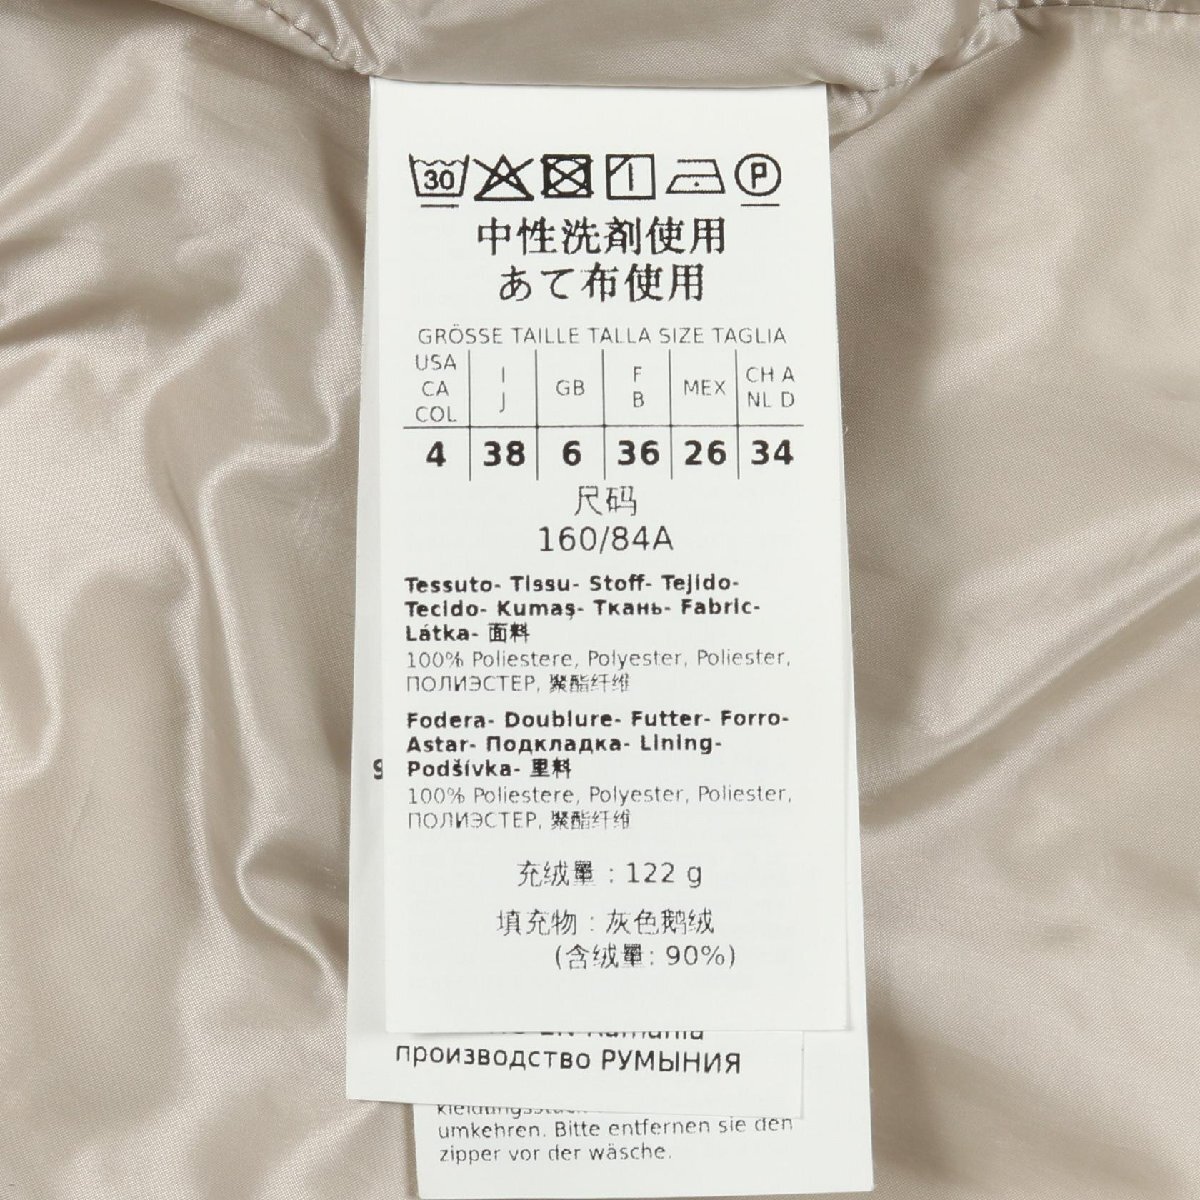 30 P
中性洗剤使用
あて布使用
GRÖSSE TAILLE TALLA SIZE TAGLIA
USA CA COL I J GB F B MEX CH A NL D
4 38 6 36 26 34
尺码
160/84A
Tessuto- Tissu- Stoff- Tejido-
Tecido- Kumaş- Ткань- Fabric-
Látka- 面料
100% Poliestere, Polyester, Poliester,
ПОЛИЭСТЕР, 聚酯纤维
Fodera- Doublure- Futter- Forro-
Astar- Подкладка- Lining-
Podšívka- 里料
100% Poliestere, Polyester, Poliester,
ПОЛИЭСТЕР, 聚酯纤维
充绒量 : 122 g
填充物 : 灰色鹅绒
(含绒量: 90%)
производство РУМЫНИЯ
umkehren. Bitte entfernen sie den
zipper vor der wäsche.